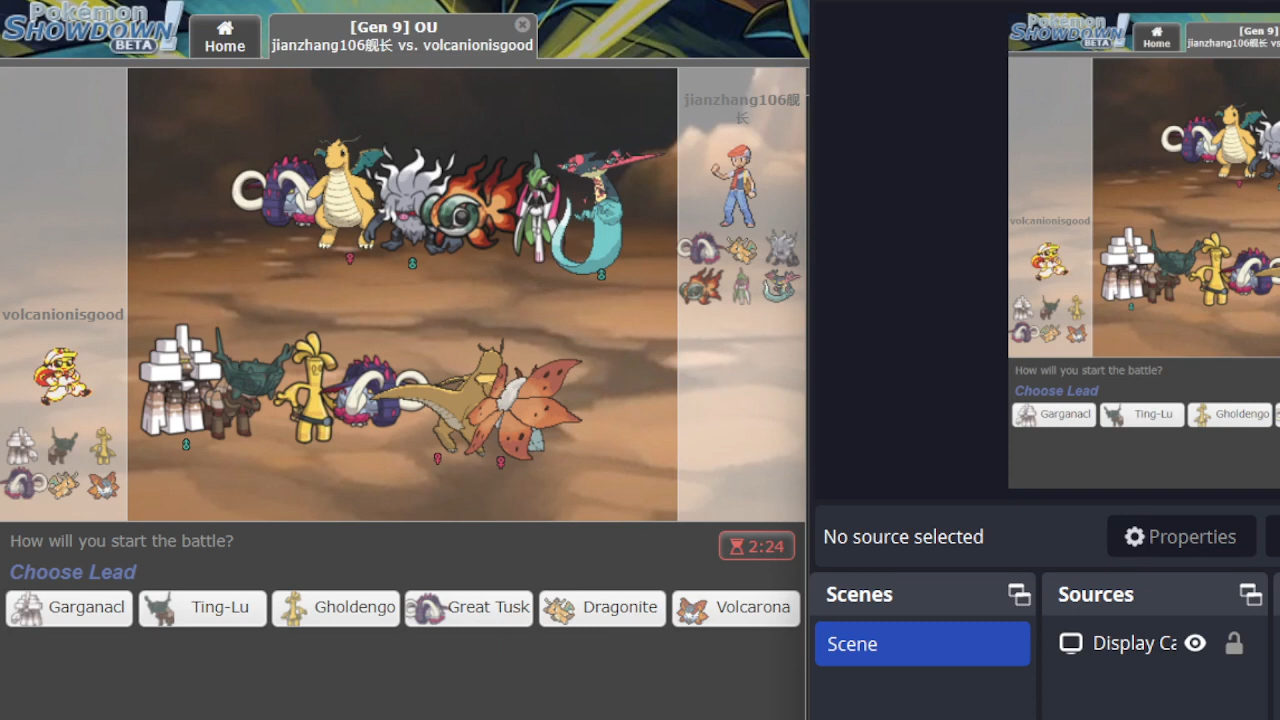 Pokémon
SHOWDOWN!
BETA
Home
[Gen 9] OU
jianzhang106舰长 vs. volcanionisgood
jianzhang106舰
长
volcanionisgood
How will you start the battle?
2:24
Choose Lead
Garganacl
Ting-Lu
Gholdengo
Great Tusk
Dragonite
Volcarona
Pokémon
SHOWDOWN!
BETA
Home
[Gen 9]
jianzhang106舰长 vs
volcanionisgood
How will you start the battle?
Choose Lead
Garganacl
Ting-Lu
Gholdengo
No source selected
Properties
Scenes
Sources
Scene
Display Ca